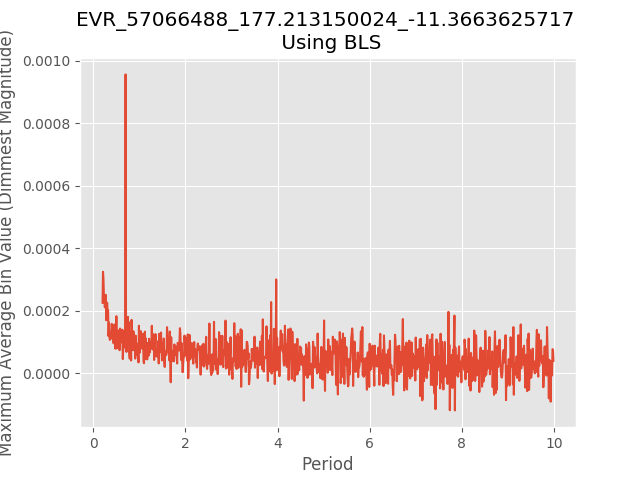 EVR_57066488_177.213150024_-11.3663625717
Using BLS
Maximum Average Bin Value (Dimmest Magnitude)
0.0010
0.0008
0.0006
0.0004
0.0002
0.0000
0 2 4 6 8 10
Period